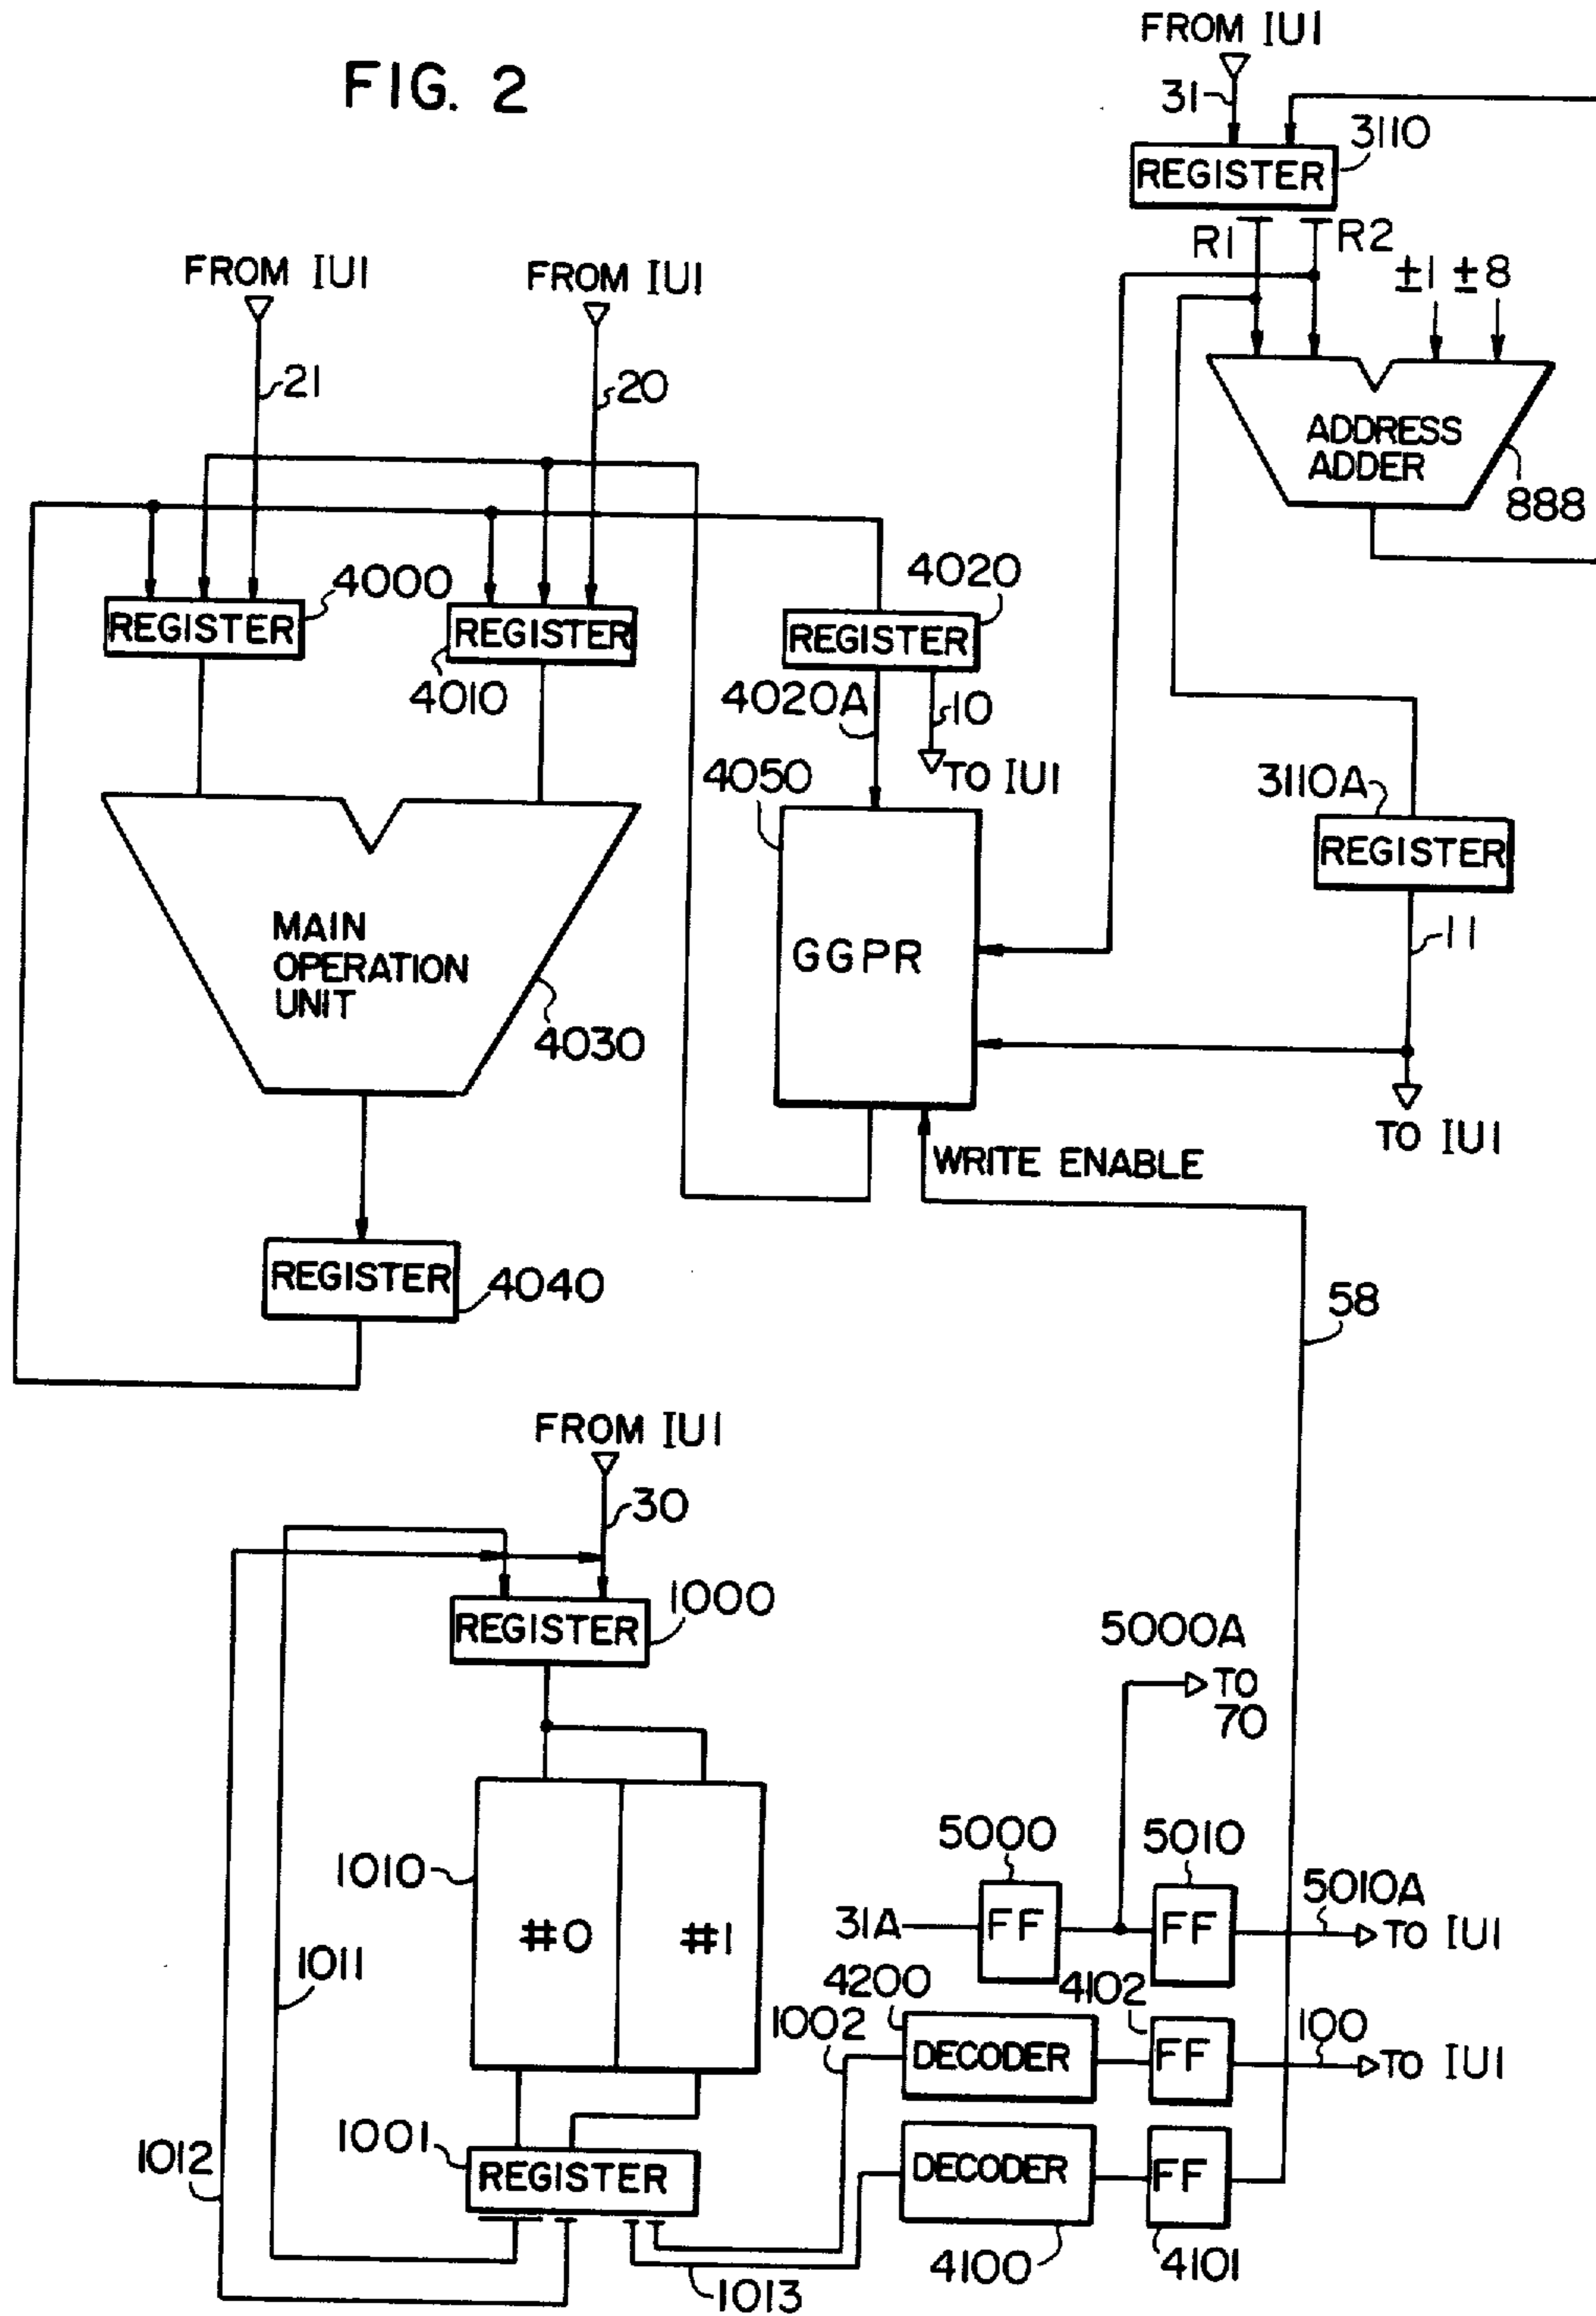 FIG. 2
FROM IU1
31
3110
REGISTER
R1
R2
±1 ±8
FROM IU1
FROM IU1
21
20
ADDRESS
ADDER
888
4000
REGISTER
REGISTER
4010
4020
REGISTER
4020A
10
TO IU1
4050
3110A
REGISTER
GGPR
11
MAIN
OPERATION
UNIT
4030
TO IU1
WRITE ENABLE
REGISTER
4040
58
FROM IU1
30
1000
REGISTER
5000A
TO
70
1010
#0
#1
5000
5010
31A
FF
FF
5010A
TO IU1
1011
4200
4102
1002
DECODER
FF
100
TO IU1
1012
1001
REGISTER
DECODER
FF
4100
4101
1013